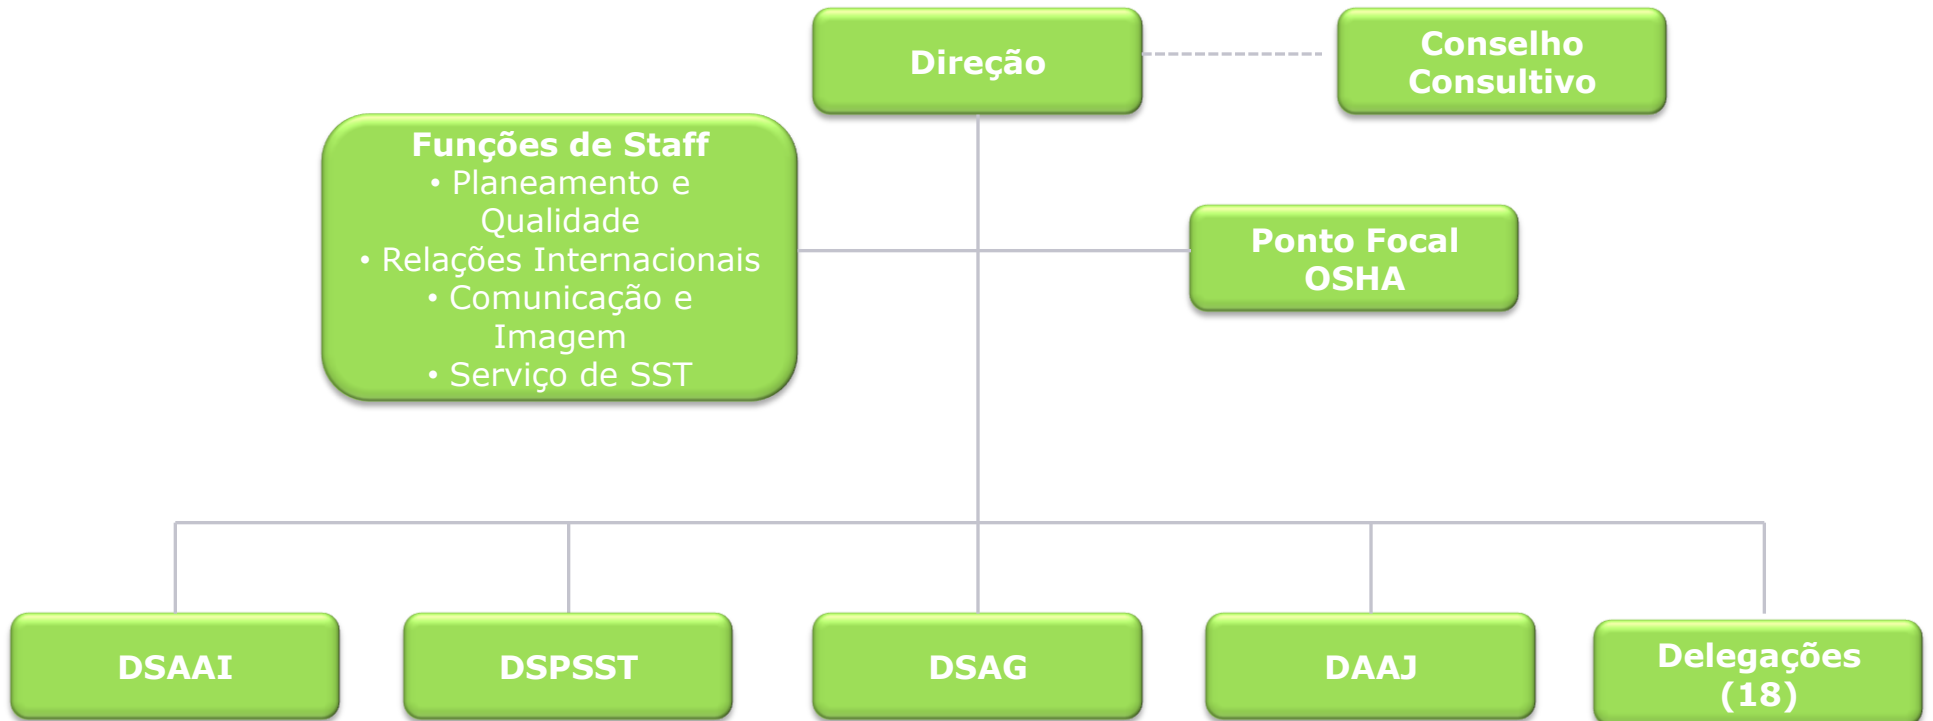 Direção
Conselho
Consultivo
Funções de Staff
• Planeamento e
Qualidade
• Relações Internacionais
• Comunicação e
Imagem
• Serviço de SST
Ponto Focal
OSHA
DSAAI
DSPSST
DSAG
DAAJ
Delegações
(18)